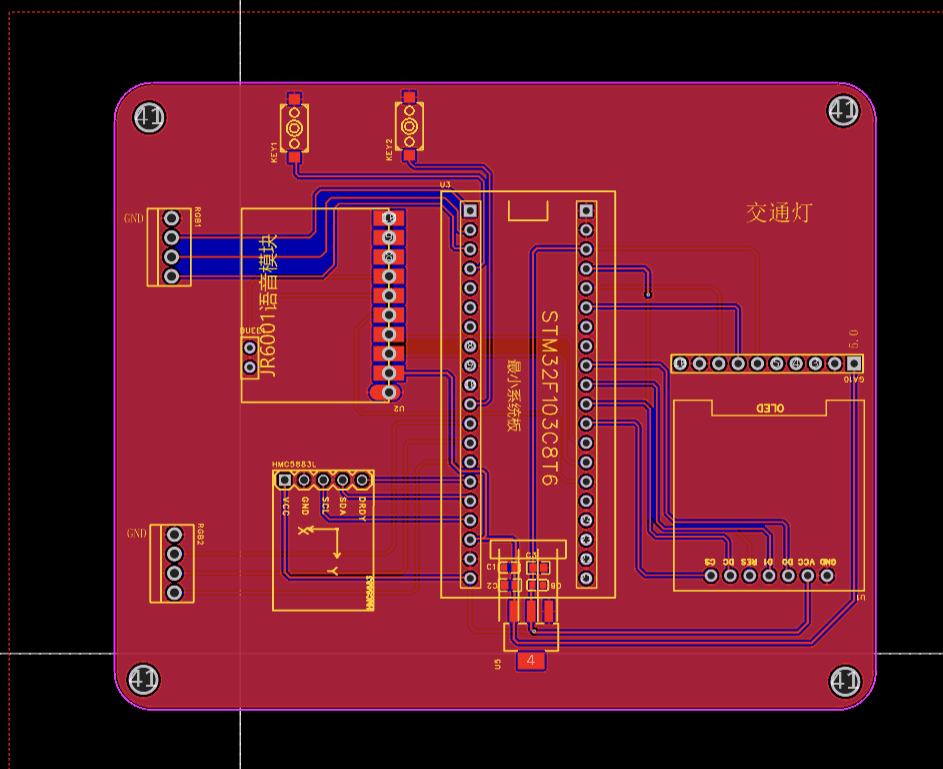 41
41
KEY1
KEY2
U3
GND
RGB1
交通灯
JR6001语音模块
STM32F103C8T6
最小系统板
5.0
U2
OLED
HMC5883L
VCC
GND
SCL
SDA
DRDY
X
Y
GND
RGB2
C1
C2
CS
DC
RES
D1
D0
VCC
GND
U1
U5
4
41
41